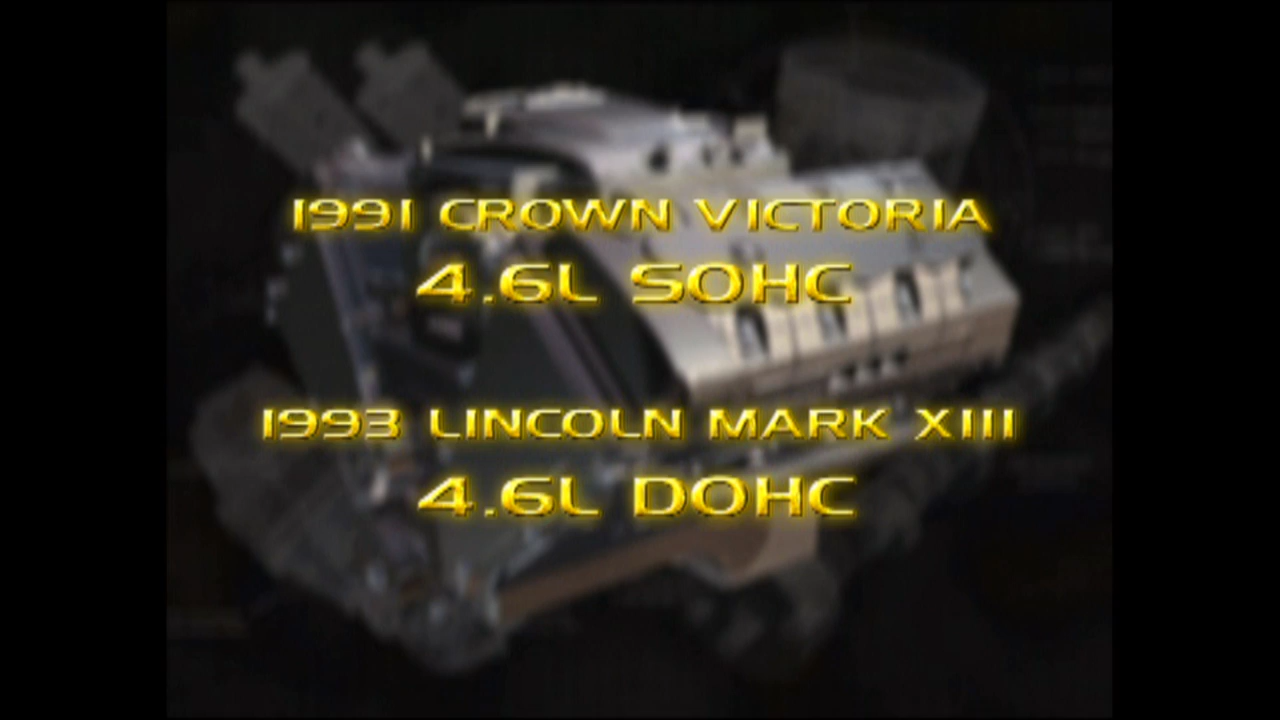 1991 CROWN VICTORIA
4.6L SOHC
1993 LINCOLN MARK XIII
4.6L DOHC